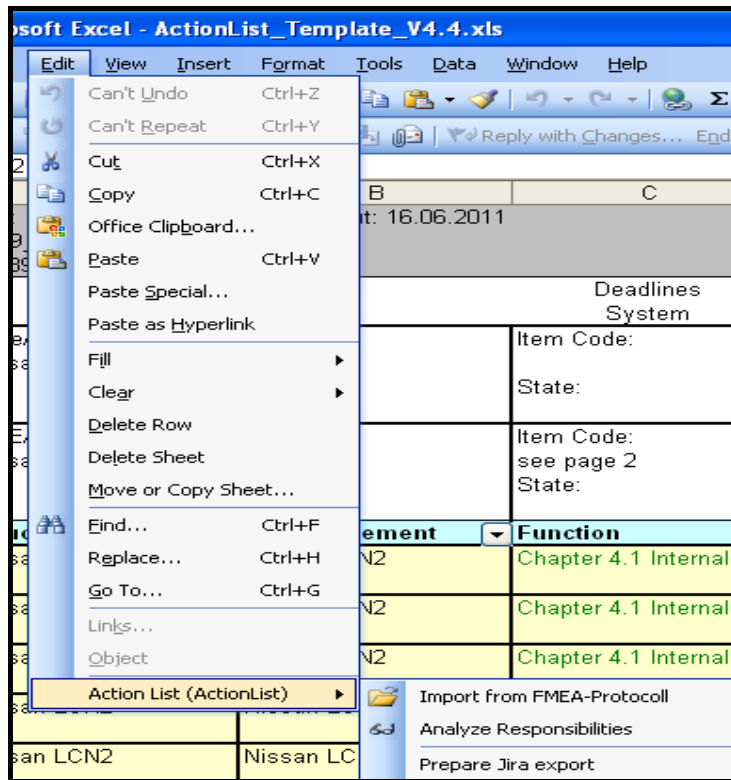 osoft Excel - ActionList_Template_V4.4.xls
Edit View Insert Format Tools Data Window Help
Can't Undo Ctrl+Z
Can't Repeat Ctrl+Y
Reply with Changes... End
Cut Ctrl+X
Copy Ctrl+C
B C
Office Clipboard...
t: 16.06.2011
Paste Ctrl+V
Paste Special...
Deadlines
System
Paste as Hyperlink
Item Code:
Fill
Clear
State:
Delete Row
Item Code:
Delete Sheet
see page 2
Move or Copy Sheet...
State:
Find... Ctrl+F
ement Function
Replace... Ctrl+H
N2 Chapter 4.1 Internal
Go To... Ctrl+G
N2 Chapter 4.1 Internal
Links...
Object
N2 Chapter 4.1 Internal
Action List (ActionList)
Import from FMEA-Protocoll
Analyze Responsibilities
san LCN2 Nissan LC
Prepare Jira export